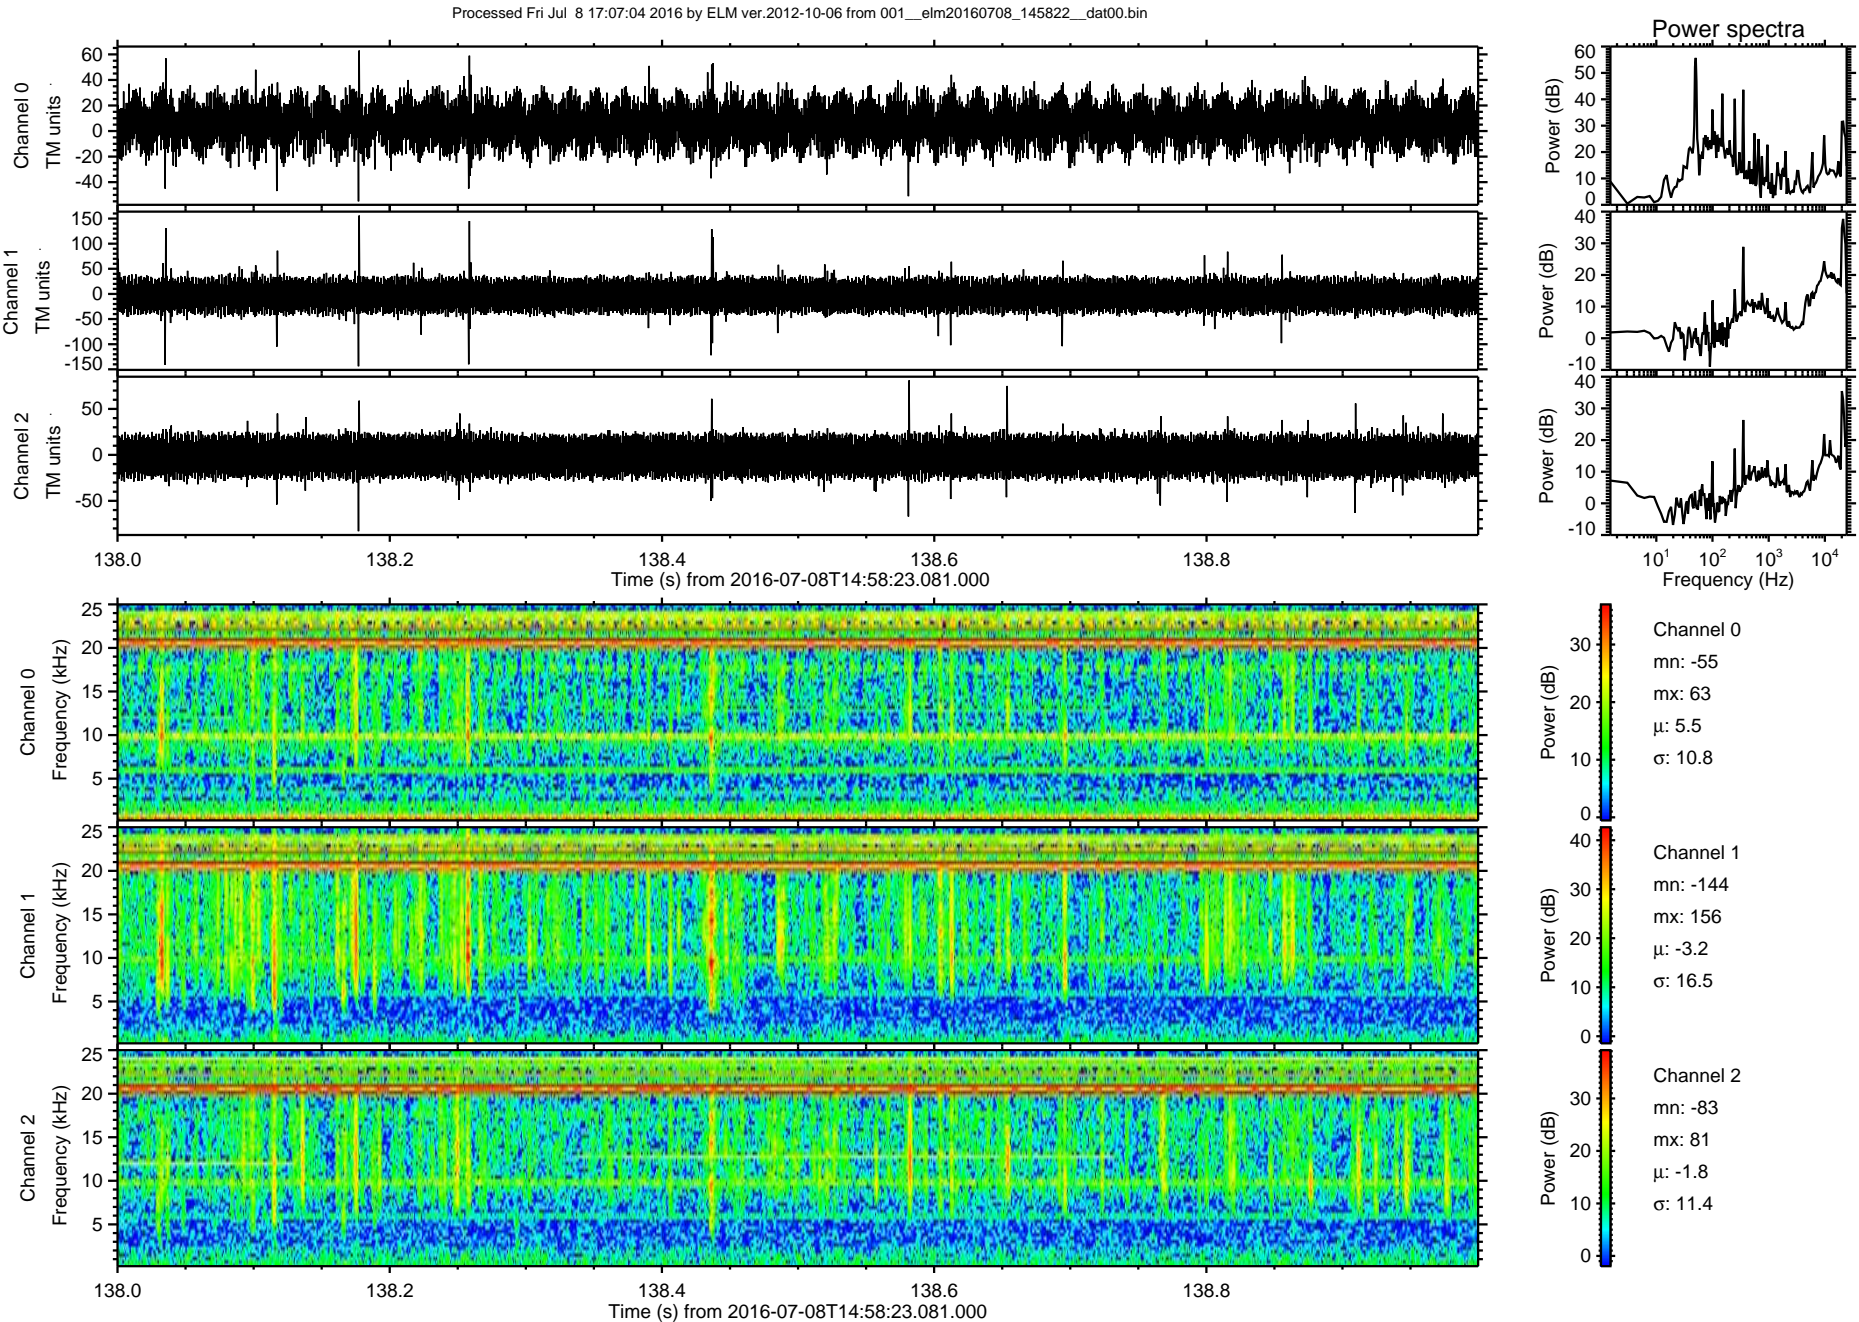 Processed Fri Jul  8 17:07:04 2016 by ELM ver.2012-10-06 from 001__elm20160708_145822__dat00.bin
Power spectra
Channel 0
TM units
60
40
20
0
-20
-40
Power (dB)
60
50
40
30
20
10
0
Channel 1
TM units
150
100
50
0
-50
-100
-150
Power (dB)
40
30
20
10
0
-10
Channel 2
TM units
50
0
-50
Power (dB)
40
30
20
10
0
-10
138.0 138.2 138.4 138.6 138.8
Time (s) from 2016-07-08T14:58:23.081.000
10¹ 10² 10³ 10⁴
Frequency (Hz)
Channel 0
Frequency (kHz)
25
20
15
10
5
Power (dB)
30
20
10
0
Channel 0
mn: -55
mx: 63
μ: 5.5
σ: 10.8
Channel 1
Frequency (kHz)
25
20
15
10
5
Power (dB)
40
30
20
10
0
Channel 1
mn: -144
mx: 156
μ: -3.2
σ: 16.5
Channel 2
Frequency (kHz)
25
20
15
10
5
Power (dB)
30
20
10
0
Channel 2
mn: -83
mx: 81
μ: -1.8
σ: 11.4
138.0 138.2 138.4 138.6 138.8
Time (s) from 2016-07-08T14:58:23.081.000